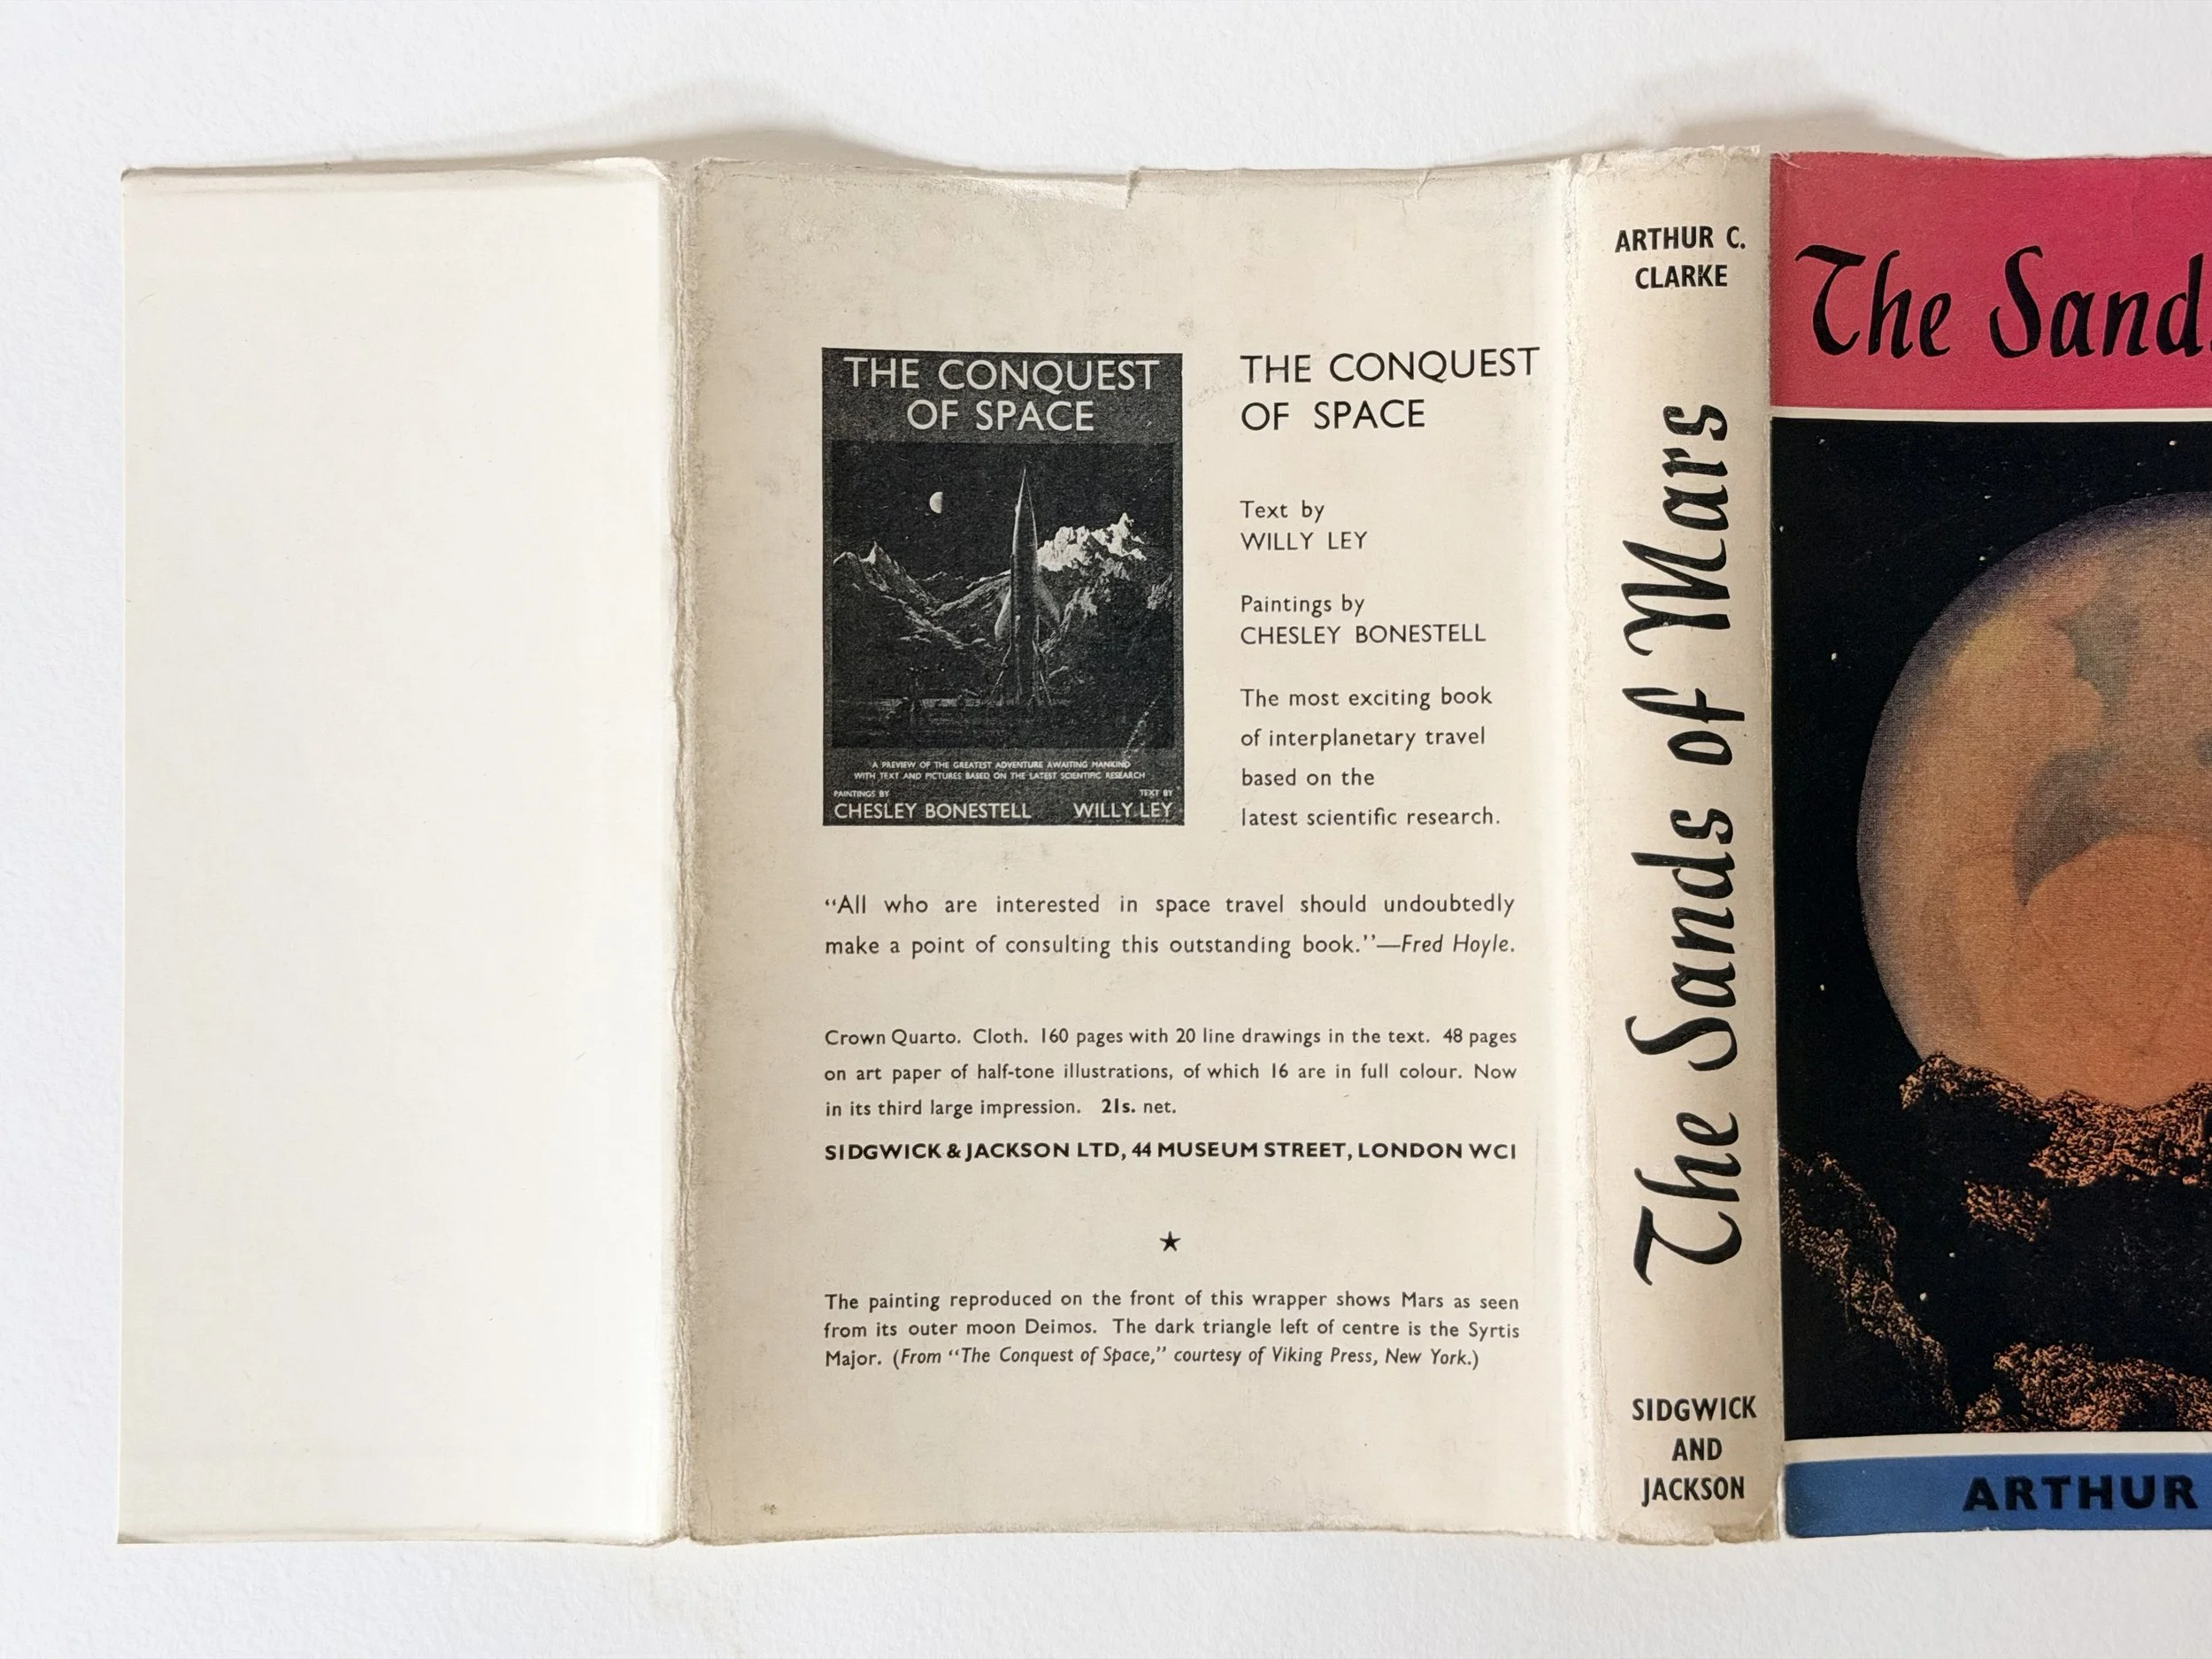 THE CONQUEST
OF SPACE
A PREVIEW OF THE GREATEST ADVENTURE AWAITING MANKIND
WITH TEXT AND PICTURES BASED ON THE LATEST SCIENTIFIC RESEARCH
PAINTINGS BY
CHESLEY BONESTELL
TEXT BY
WILLY LEY
THE CONQUEST
OF SPACE
Text by
WILLY LEY
Paintings by
CHESLEY BONESTELL
The most exciting book
of interplanetary travel
based on the
latest scientific research.
“All who are interested in space travel should undoubtedly
make a point of consulting this outstanding book.”—Fred Hoyle.
Crown Quarto. Cloth. 160 pages with 20 line drawings in the text. 48 pages
on art paper of half-tone illustrations, of which 16 are in full colour. Now
in its third large impression. 21s. net.
SIDGWICK & JACKSON LTD, 44 MUSEUM STREET, LONDON WC1
★
The painting reproduced on the front of this wrapper shows Mars as seen
from its outer moon Deimos. The dark triangle left of centre is the Syrtis
Major. (From “The Conquest of Space,” courtesy of Viking Press, New York.)
ARTHUR C.
CLARKE
The Sands of Mars
SIDGWICK
AND
JACKSON
The Sands
ARTHUR